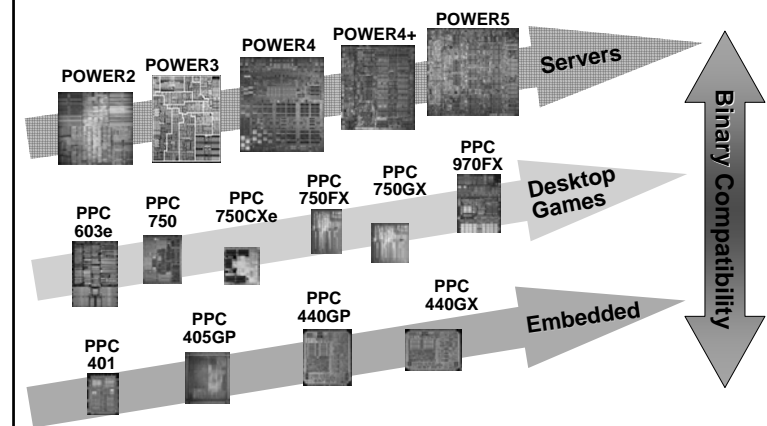 POWER2
POWER3
POWER4
POWER4+
POWER5
Servers
PPC
603e
PPC
750
PPC
750CXe
PPC
750FX
PPC
750GX
PPC
970FX
Desktop
Games
PPC
401
PPC
405GP
PPC
440GP
PPC
440GX
Embedded
Binary Compatibility